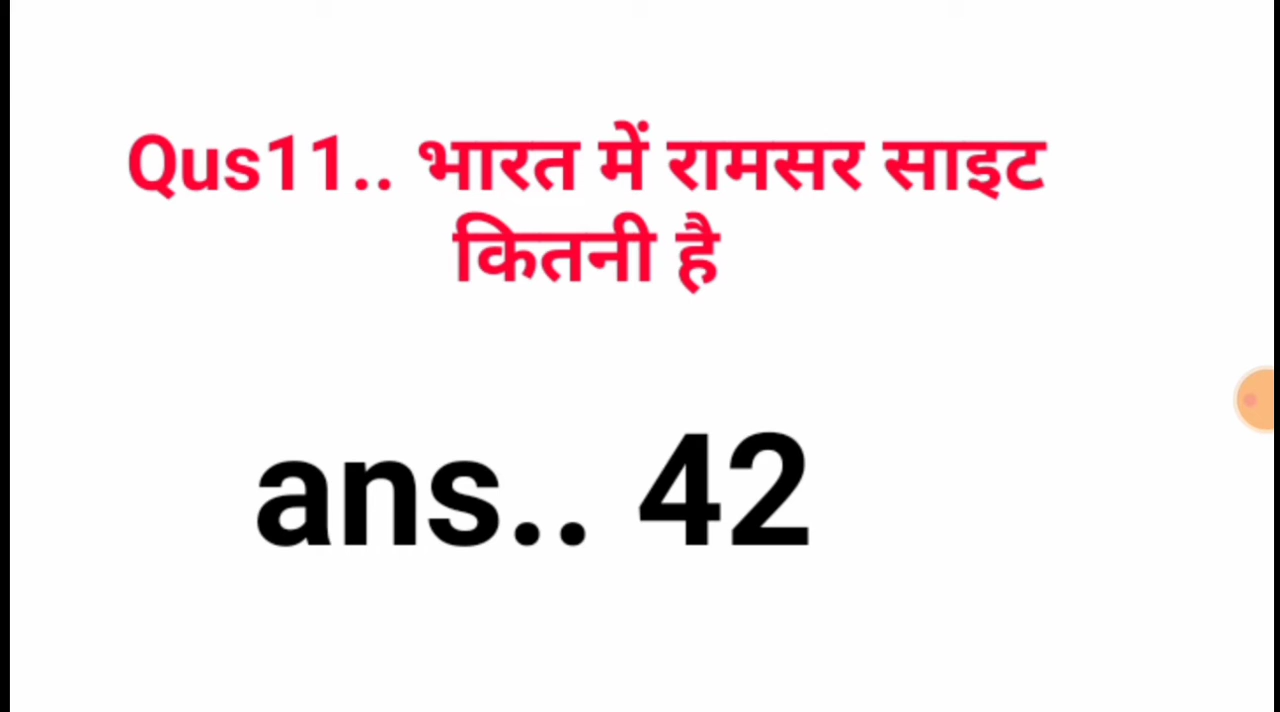 Qus11.. भारत में रामसर साइट
कितनी है
ans.. 42